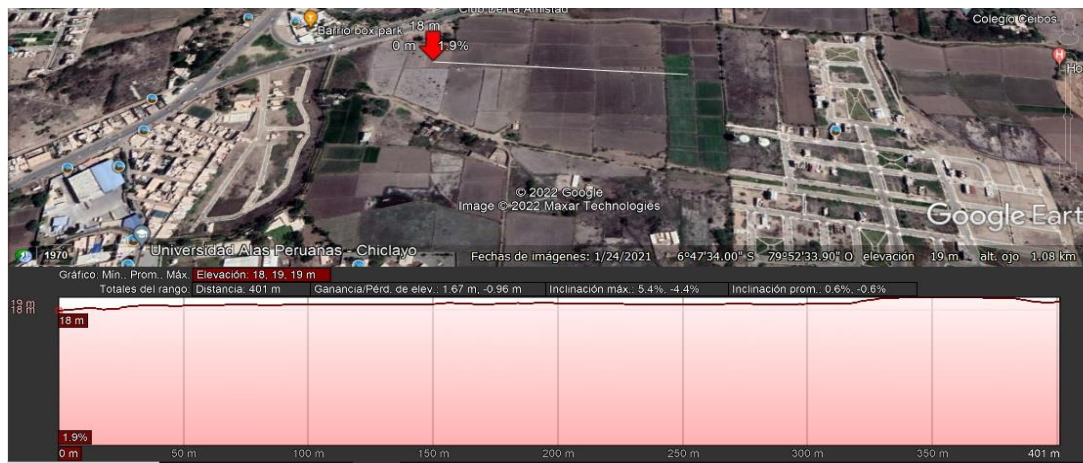 Club De La Amistad
Colegio Ceibos
18 m
Barrio box park
0 m 1.9%
Ho
© 2022 Google
Image © 2022 Maxar Technologies
Google Eart
1970
Universidad Alas Peruanas - Chiclayo
Fechas de imágenes: 1/24/2021 6°47'34.00" S 79°52'33.90" O elevación 19 m alt. ojo 1.08 km
Gráfico: Mín.. Prom.. Máx. Elevación: 18, 19, 19 m
Totales del rango: Distancia: 401 m Ganancia/Pérd. de elev.: 1.67 m, -0.96 m Inclinación máx.: 5.4%, -4.4% Inclinación prom.: 0.6%, -0.6%
19 m
18 m
18 m
1.9%
0 m 50 m 100 m 150 m 200 m 250 m 300 m 350 m 401 m